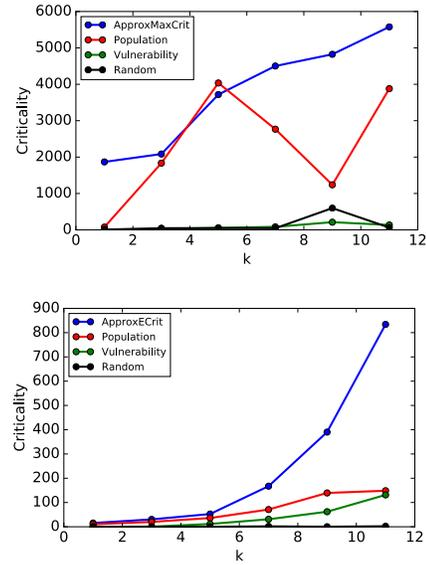 6000
5000
4000
3000
2000
1000
0
Criticality
ApproxMaxCrit
Population
Vulnerability
Random
0 2 4 6 8 10 12
k
900
800
700
600
500
400
300
200
100
0
Criticality
ApproxECrit
Population
Vulnerability
Random
0 2 4 6 8 10 12
k